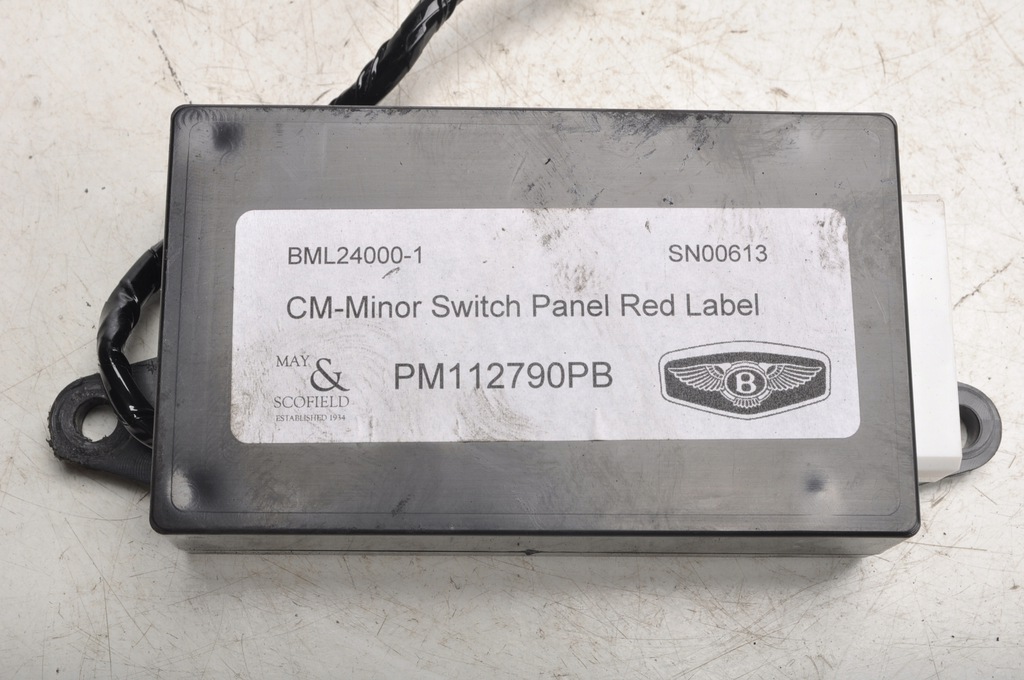 BML24000-1 SN00613
CM-Minor Switch Panel Red Label
MAY
&
SCOFIELD
ESTABLISHED 1934
PM112790PB
B